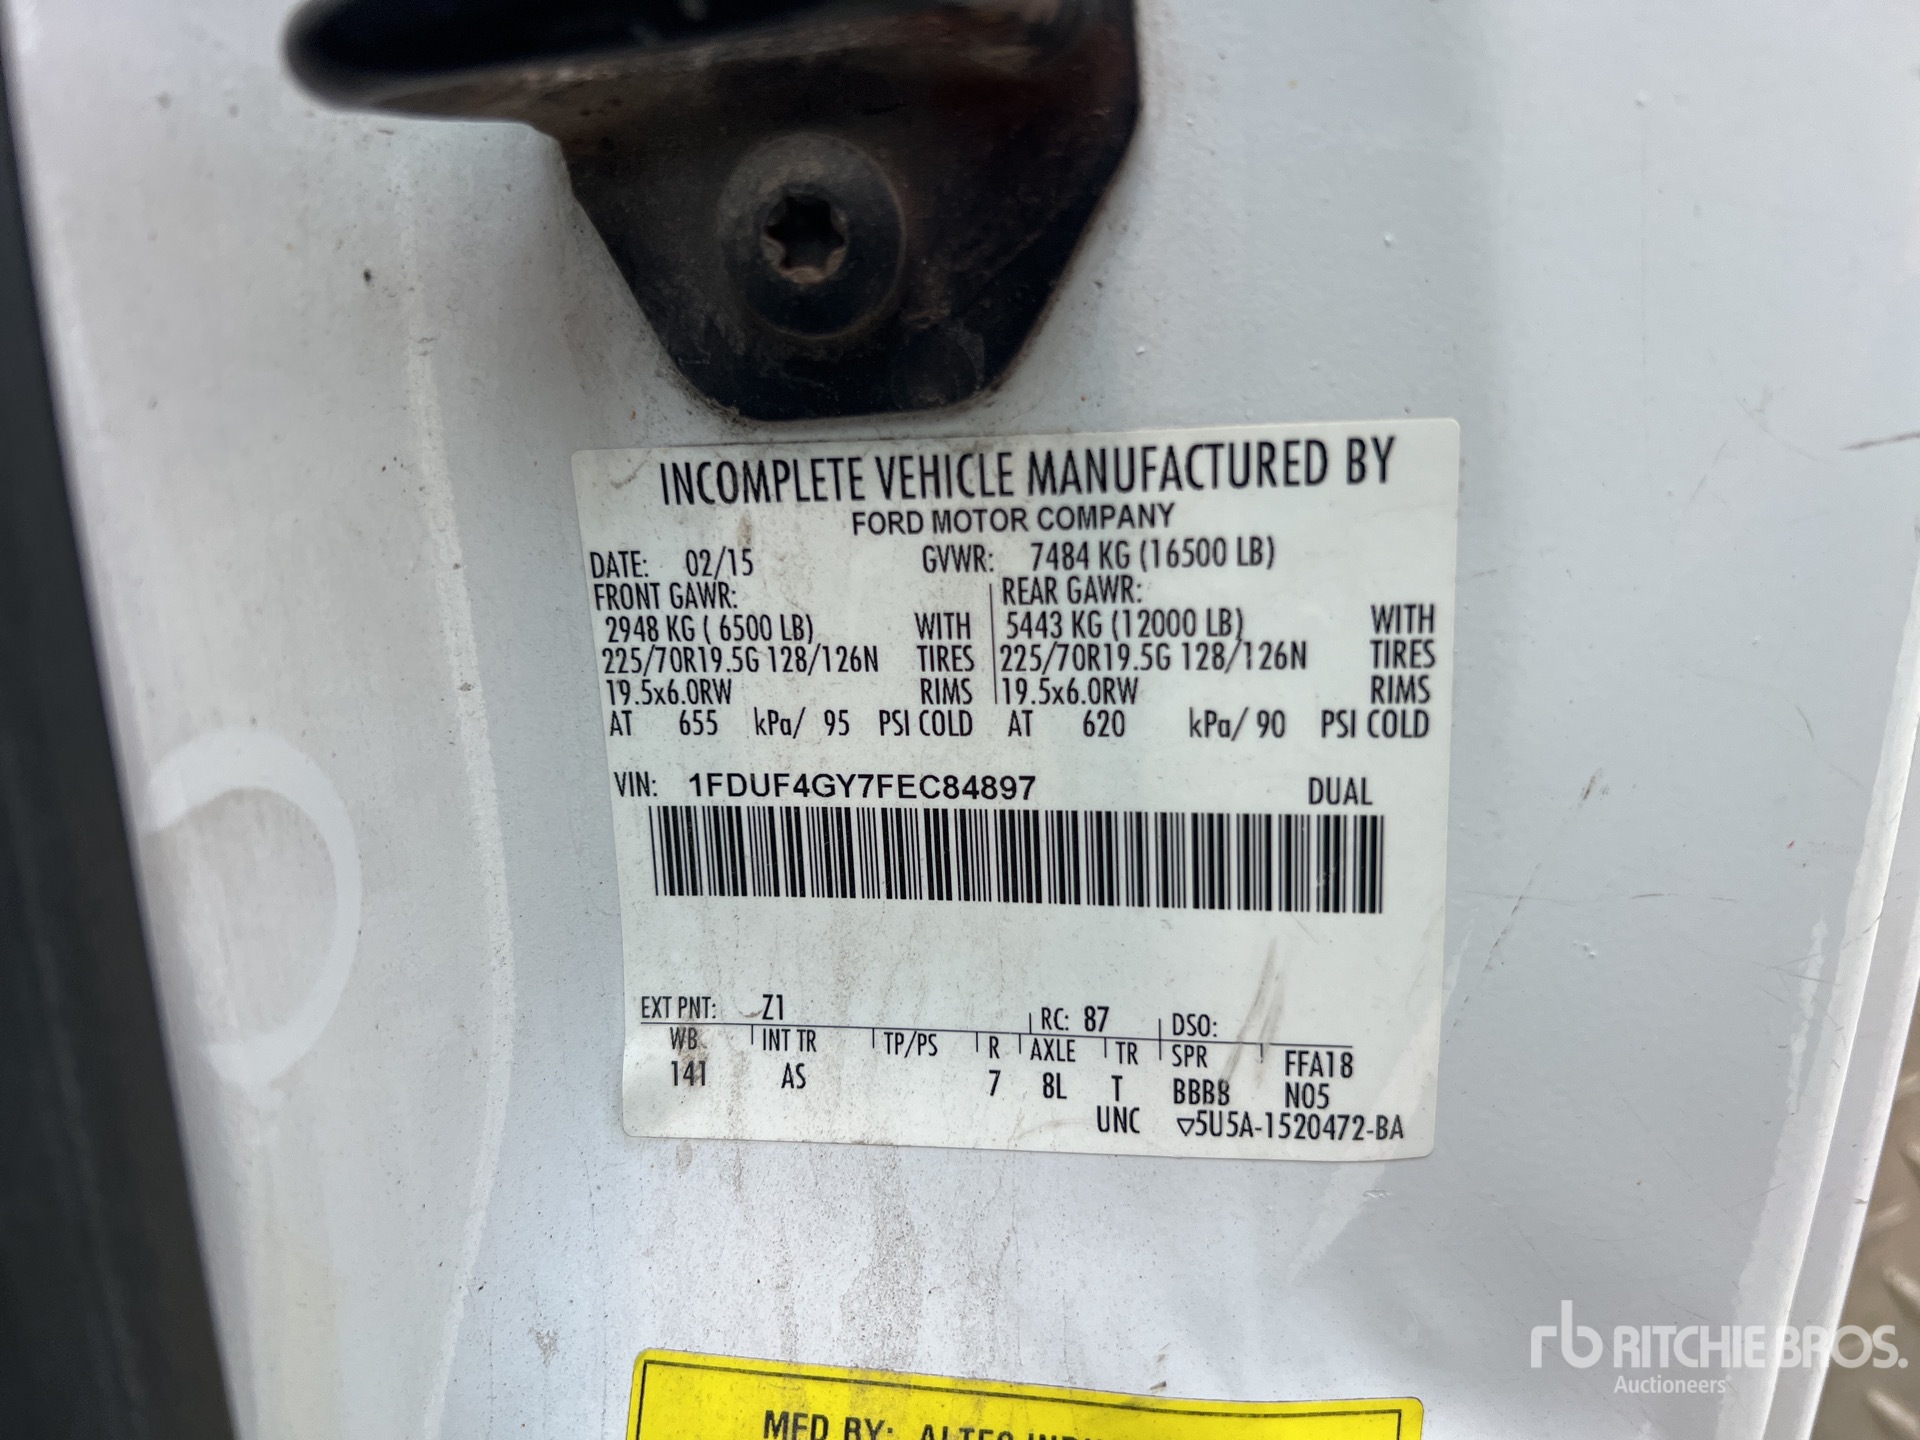 INCOMPLETE VEHICLE MANUFACTURED BY
FORD MOTOR COMPANY
DATE: 02/15 GVWR: 7484 KG (16500 LB)
FRONT GAWR: REAR GAWR:
2948 KG ( 6500 LB) WITH 5443 KG (12000 LB) WITH
225/70R19.5G 128/126N TIRES 225/70R19.5G 128/126N TIRES
19.5x6.0RW RIMS 19.5x6.0RW RIMS
AT 655 kPa/ 95 PSI COLD AT 620 kPa/ 90 PSI COLD
VIN: 1FDUF4GY7FEC84897 DUAL
EXT PNT: Z1 RC: 87 DSO:
WB INT TR TP/PS R AXLE TR SPR FFA18
141 AS 7 8L T BBBB N05
UNC ▽5U5A-1520472-BA
MFD BY: ALTEC
rb RITCHIE BROS.
Auctioneers